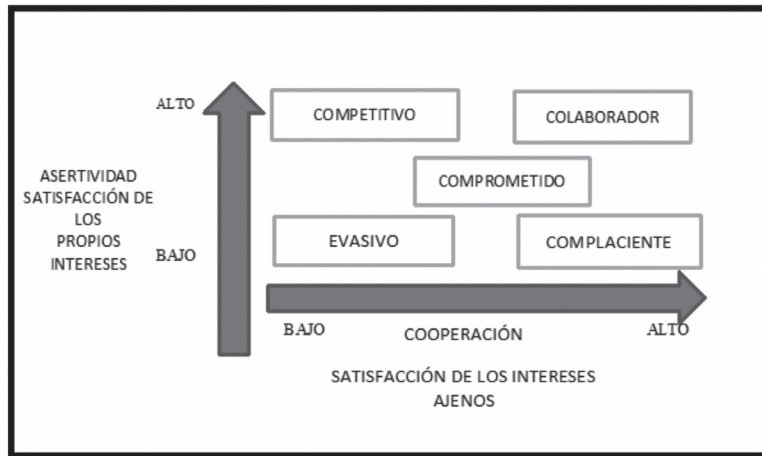 ALTO
COMPETITIVO
COLABORADOR
ASERTIVIDAD
SATISFACCIÓN DE
LOS
PROPIOS
INTERESES
COMPROMETIDO
BAJO
EVASIVO
COMPLACIENTE
BAJO
COOPERACIÓN
ALTO
SATISFACCIÓN DE LOS INTERESES
AJENOS